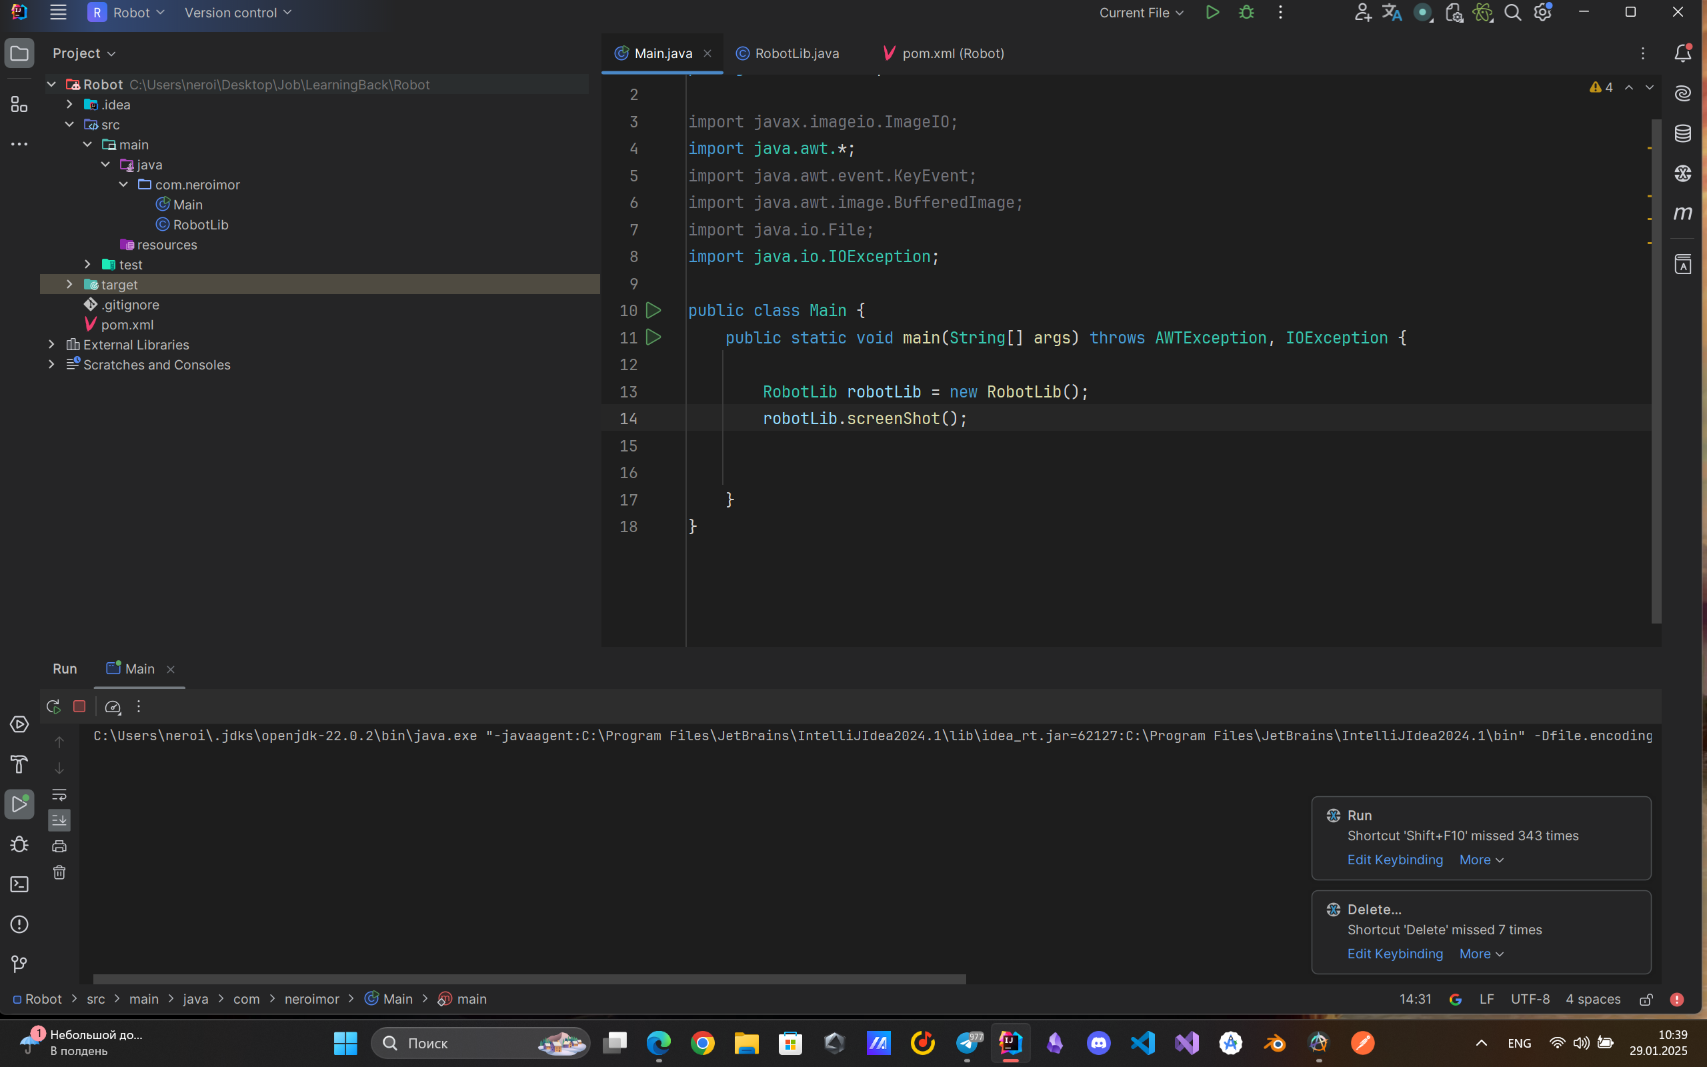 R Robot Version control Current File
Project
Main.java RobotLib.java pom.xml (Robot)
Robot C:\Users\neroi\Desktop\Job\LearningBack\Robot
.idea
src
main
java
com.neroimor
Main
RobotLib
resources
test
target
.gitignore
pom.xml
External Libraries
Scratches and Consoles
4
2
3 import javax.imageio.ImageIO;
4 import java.awt.*;
5 import java.awt.event.KeyEvent;
6 import java.awt.image.BufferedImage;
7 import java.io.File;
8 import java.io.IOException;
9
10 public class Main {
11 public static void main(String[] args) throws AWTException, IOException {
12
13 RobotLib robotLib = new RobotLib();
14 robotLib.screenShot();
15
16
17 }
18 }
Run Main
C:\Users\neroi\.jdks\openjdk-22.0.2\bin\java.exe "-javaagent:C:\Program Files\JetBrains\IntelliJIdea2024.1\lib\idea_rt.jar=62127:C:\Program Files\JetBrains\IntelliJIdea2024.1\bin" -Dfile.encoding
Run
Shortcut 'Shift+F10' missed 343 times
Edit Keybinding More
Delete...
Shortcut 'Delete' missed 7 times
Edit Keybinding More
Robot > src > main > java > com > neroimor > Main > main
14:31 LF UTF-8 4 spaces
1 Небольшой до...
В полдень
Поиск
977
ENG
10:39
29.01.2025